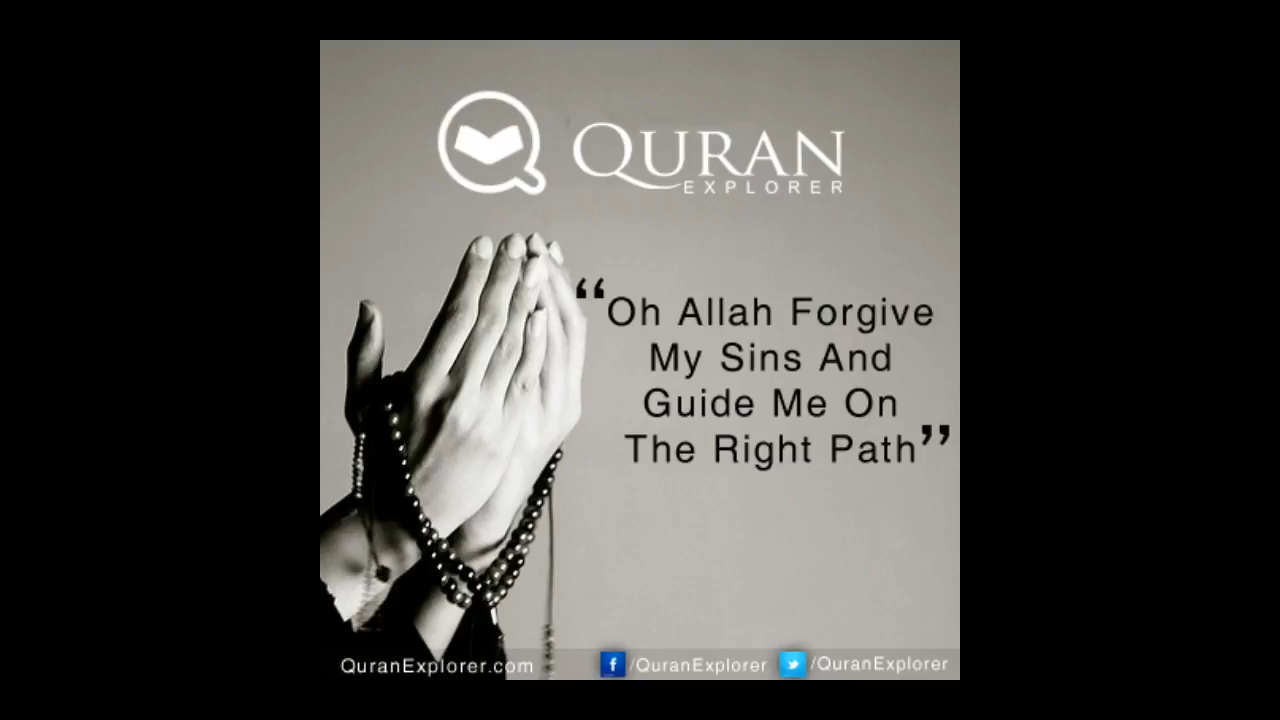 QURAN
EXPLORER
“Oh Allah Forgive
My Sins And
Guide Me On
The Right Path”
QuranExplorer.com f /QuranExplorer /QuranExplorer